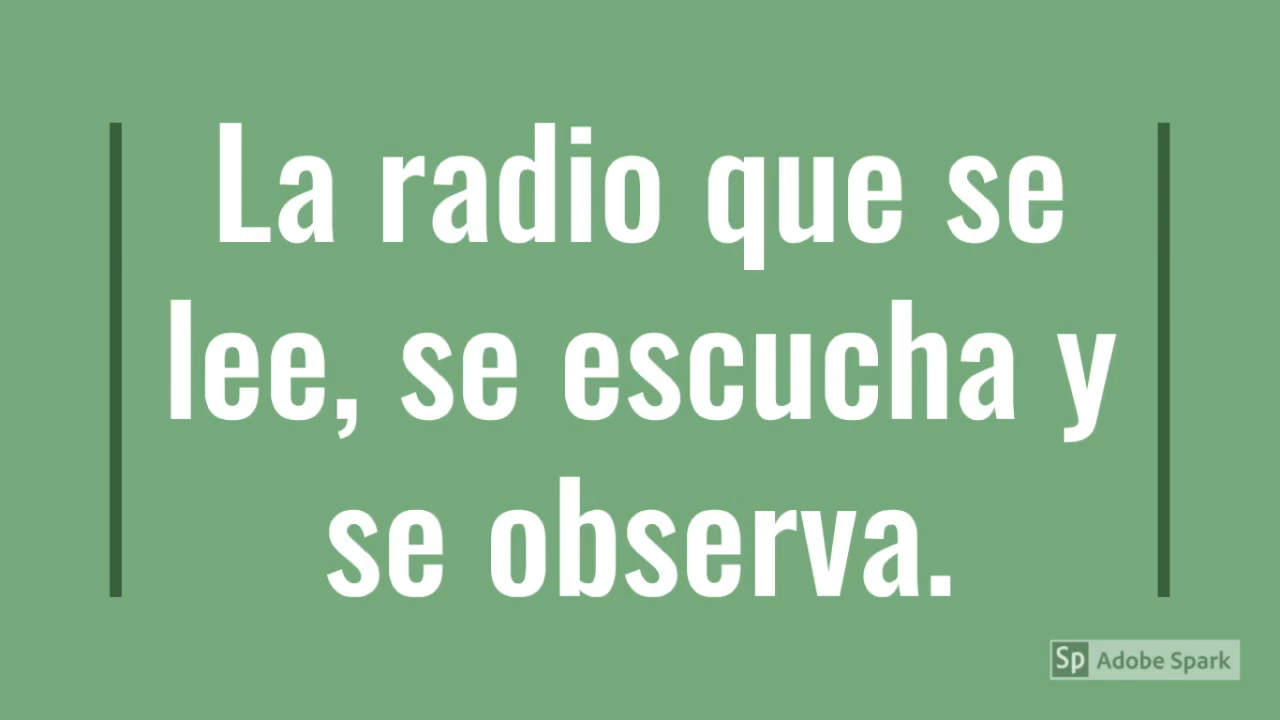 La radio que se
lee, se escucha y
se observa.
Sp Adobe Spark